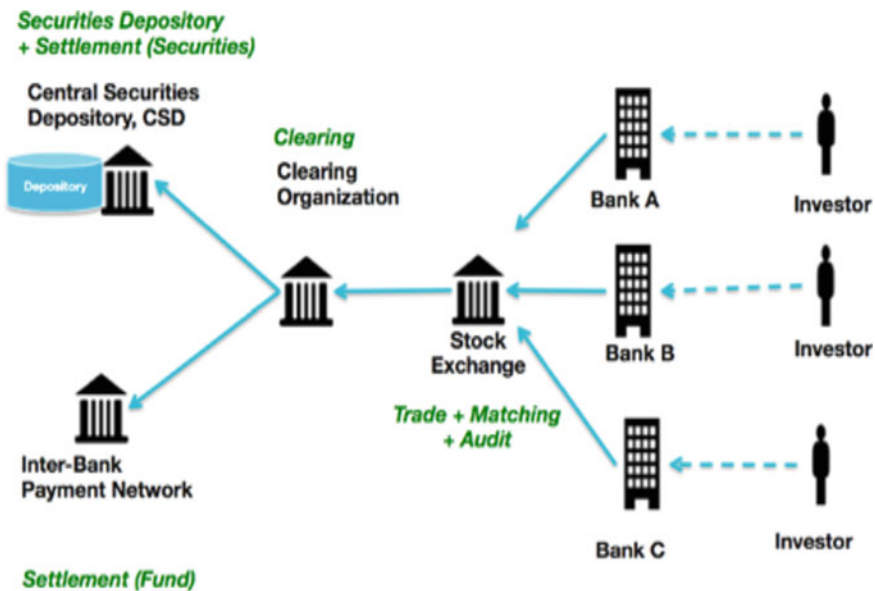 Securities Depository
+ Settlement (Securities)
Central Securities
Depository, CSD
Depository
Clearing
Clearing
Organization
Bank A
Investor
Stock
Exchange
Bank B
Investor
Trade + Matching
+ Audit
Inter-Bank
Payment Network
Bank C
Investor
Settlement (Fund)